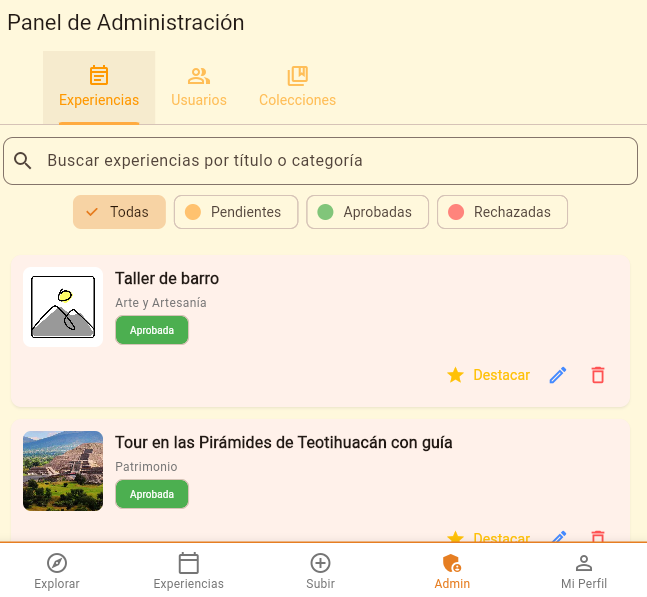 Panel de Administración
Experiencias Usuarios Colecciones
Buscar experiencias por título o categoría
Todas Pendientes Aprobadas Rechazadas
Taller de barro
Arte y Artesanía
Aprobada
Destacar
Tour en las Pirámides de Teotihuacán con guía
Patrimonio
Aprobada
Destacar
Explorar Experiencias Subir Admin Mi Perfil